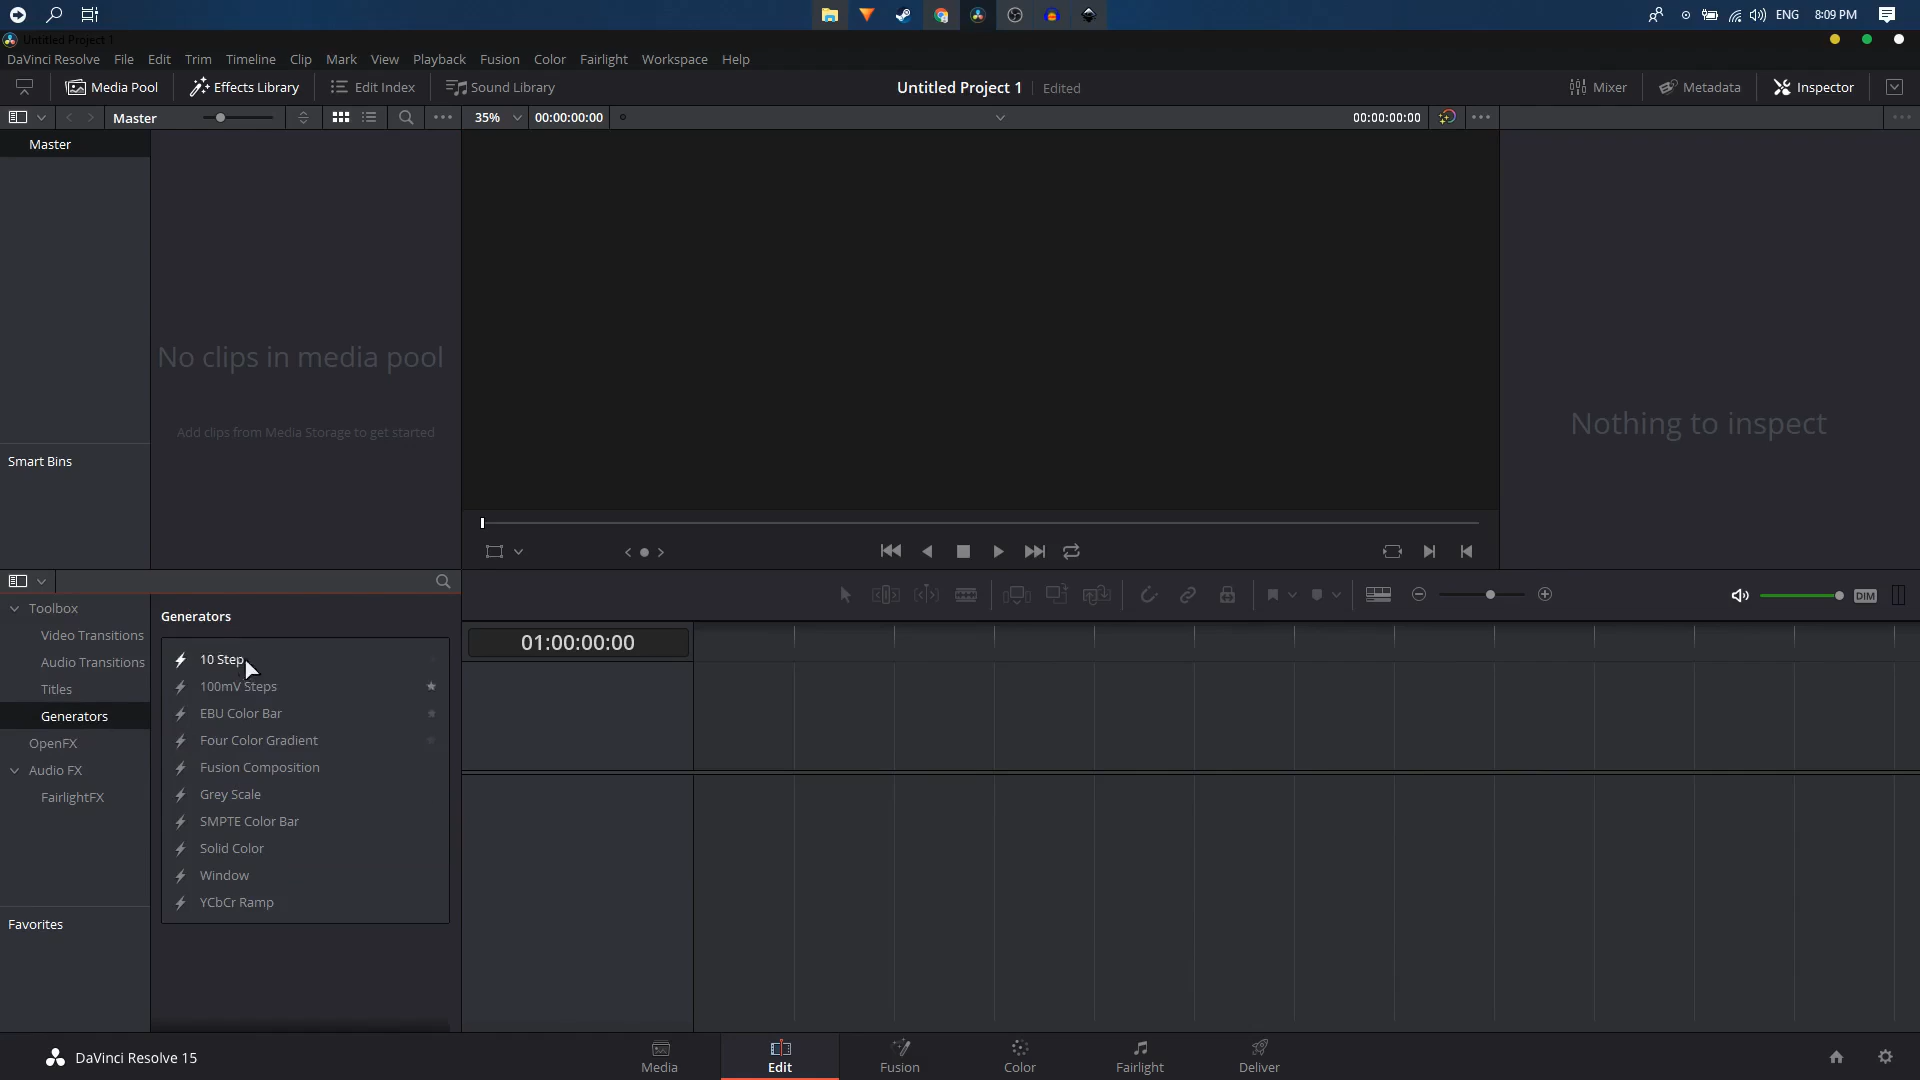 ENG
8:09 PM
Untitled Project 1
DaVinci Resolve File Edit Trim Timeline Clip Mark View Playback Fusion Color Fairlight Workspace Help
Media Pool Effects Library Edit Index Sound Library
Untitled Project 1 Edited
Mixer Metadata Inspector
Master
35% 00:00:00:00
00:00:00:00
Master
No clips in media pool
Add clips from Media Storage to get started
Nothing to inspect
Smart Bins
DIM
Toolbox
Video Transitions
Audio Transitions
Titles
Generators
OpenFX
Audio FX
FairlightFX
Favorites
Generators
10 Step
100mV Steps
EBU Color Bar
Four Color Gradient
Fusion Composition
Grey Scale
SMPTE Color Bar
Solid Color
Window
YCbCr Ramp
01:00:00:00
DaVinci Resolve 15
Media Edit Fusion Color Fairlight Deliver